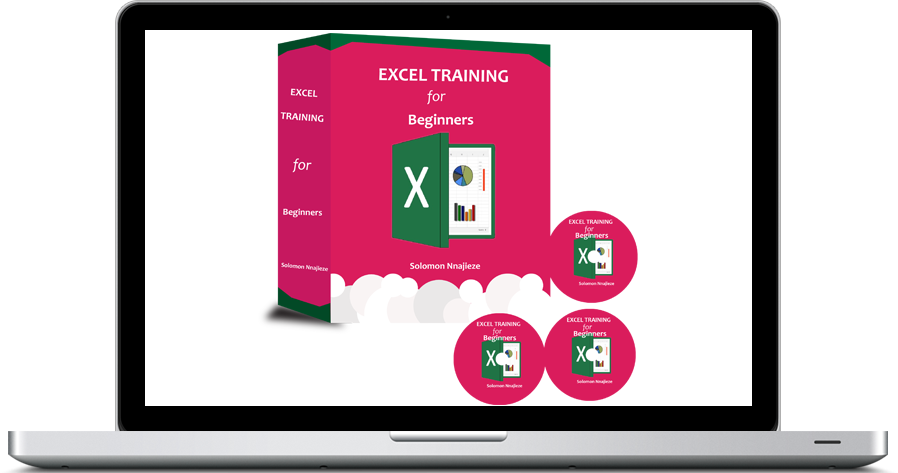 EXCEL
TRAINING
for
Beginners
Solomon Nnajieze
EXCEL TRAINING
for
Beginners
X
Solomon Nnajieze
EXCEL TRAINING
for
Beginners
X
Solomon Nnajieze
EXCEL TRAINING
for
Beginners
X
Solomon Nnajieze
EXCEL TRAINING
for
Beginners
X
Solomon Nnajieze